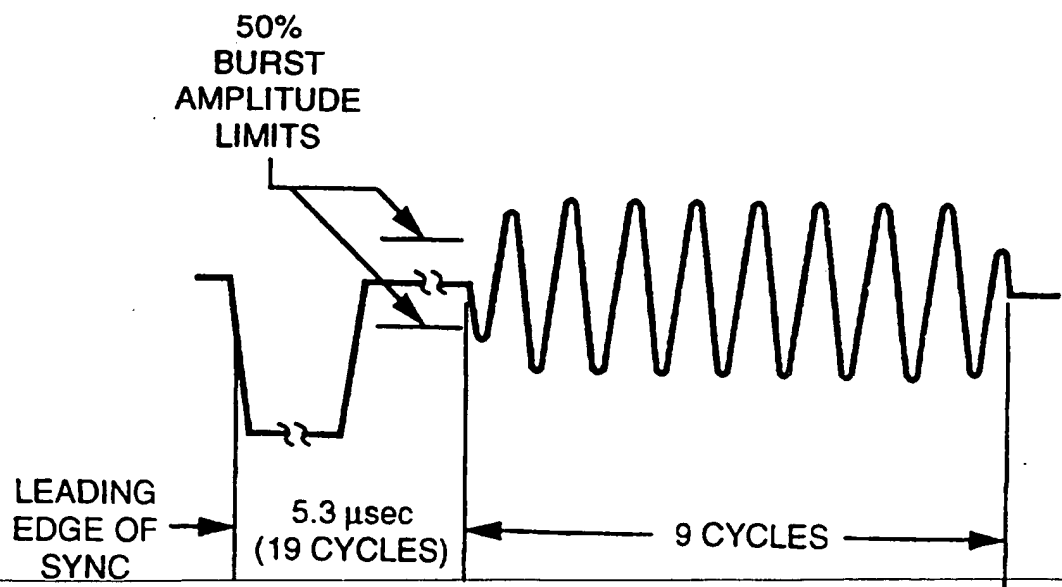 50%
BURST
AMPLITUDE
LIMITS
LEADING
EDGE OF
SYNC
5.3 µsec
(19 CYCLES)
9 CYCLES